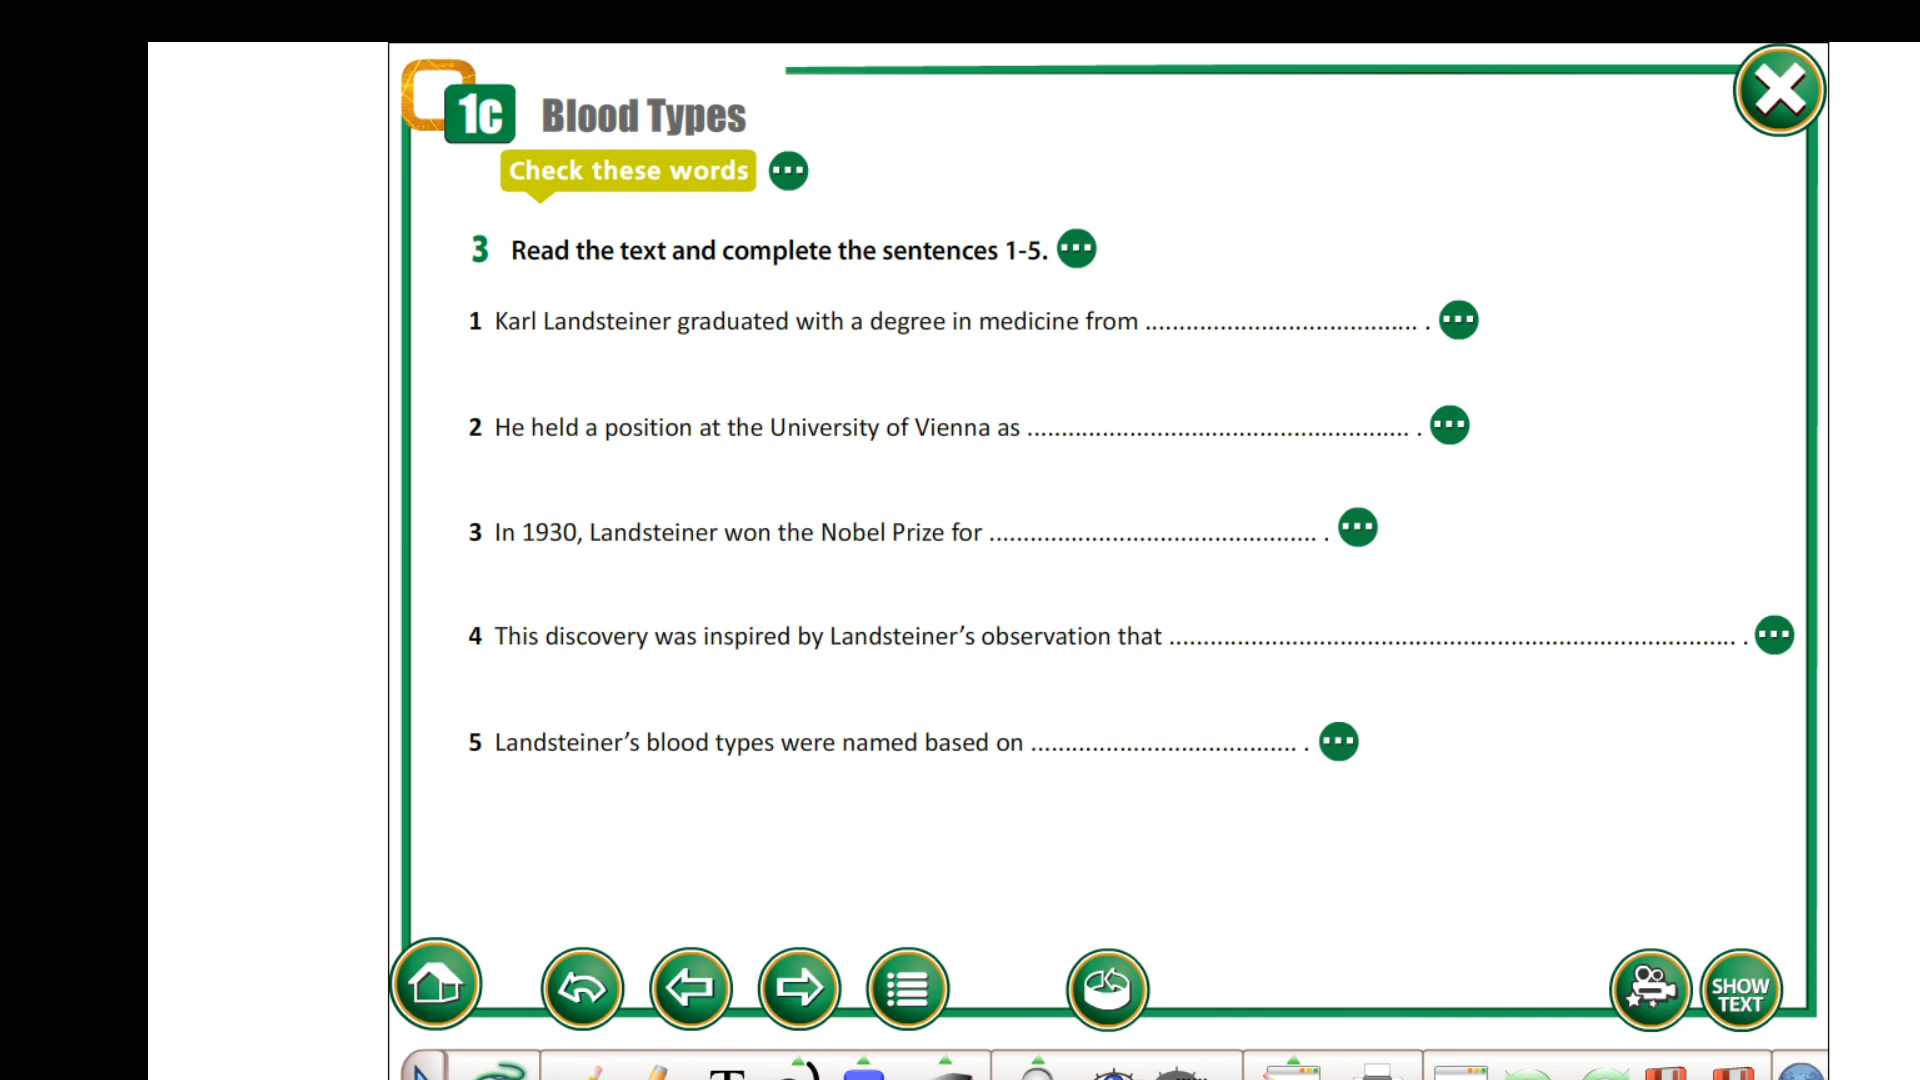 1c Blood Types
Check these words
3 Read the text and complete the sentences 1-5.
1 Karl Landsteiner graduated with a degree in medicine from ........................................ .
2 He held a position at the University of Vienna as ........................................................ .
3 In 1930, Landsteiner won the Nobel Prize for ................................................ .
4 This discovery was inspired by Landsteiner’s observation that ................................................................................... .
5 Landsteiner’s blood types were named based on ....................................... .
SHOW
TEXT
T